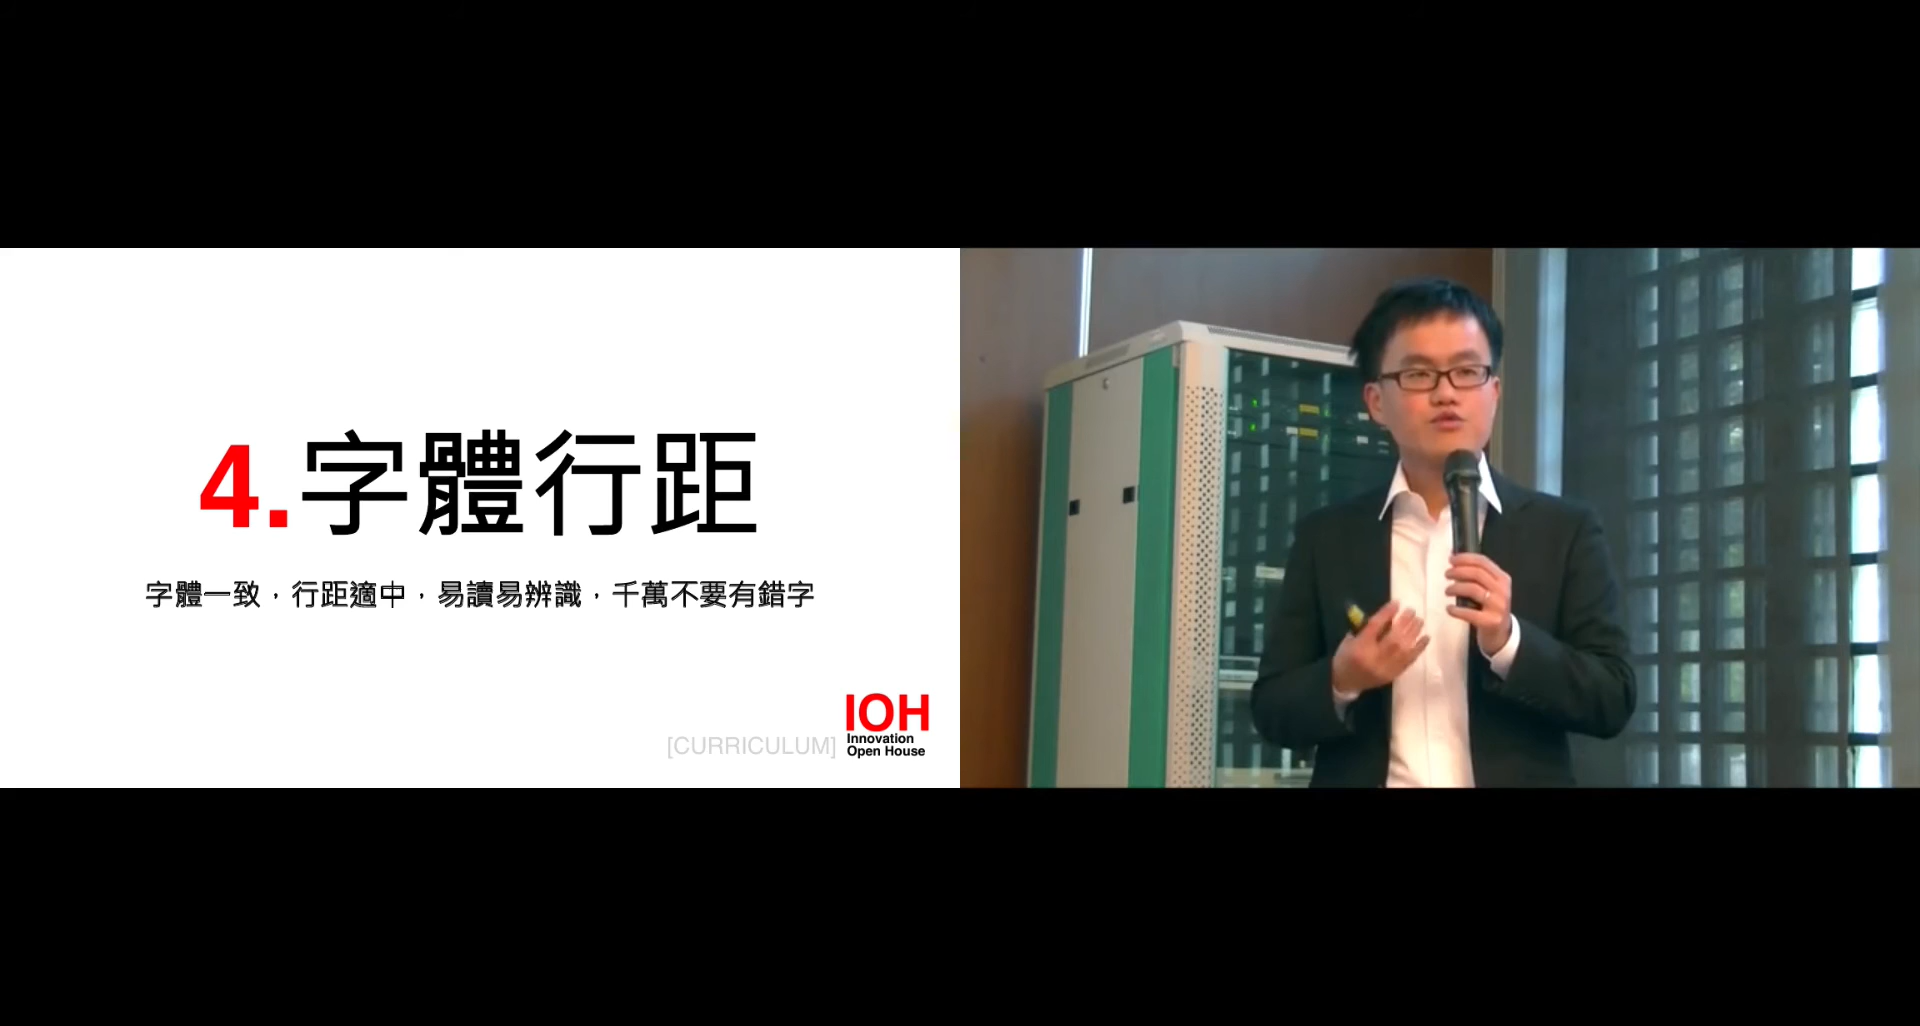 4.字體行距
字體一致，行距適中，易讀易辨識，千萬不要有錯字
[CURRICULUM]
IOH
Innovation
Open House